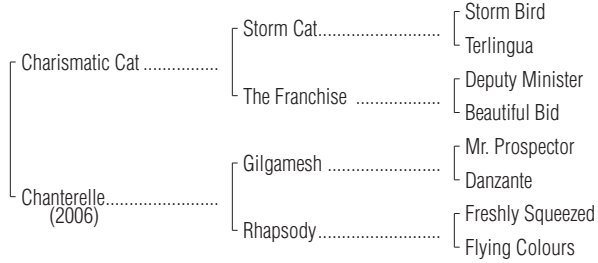 Storm Bird
Storm Cat..............................
Terlingua
Charismatic Cat ................
Deputy Minister
The Franchise .....................
Beautiful Bid
Mr. Prospector
Gilgamesh ............................
Danzante
Chanterelle...........................
(2006)
Freshly Squeezed
Rhapsody.............................
Flying Colours